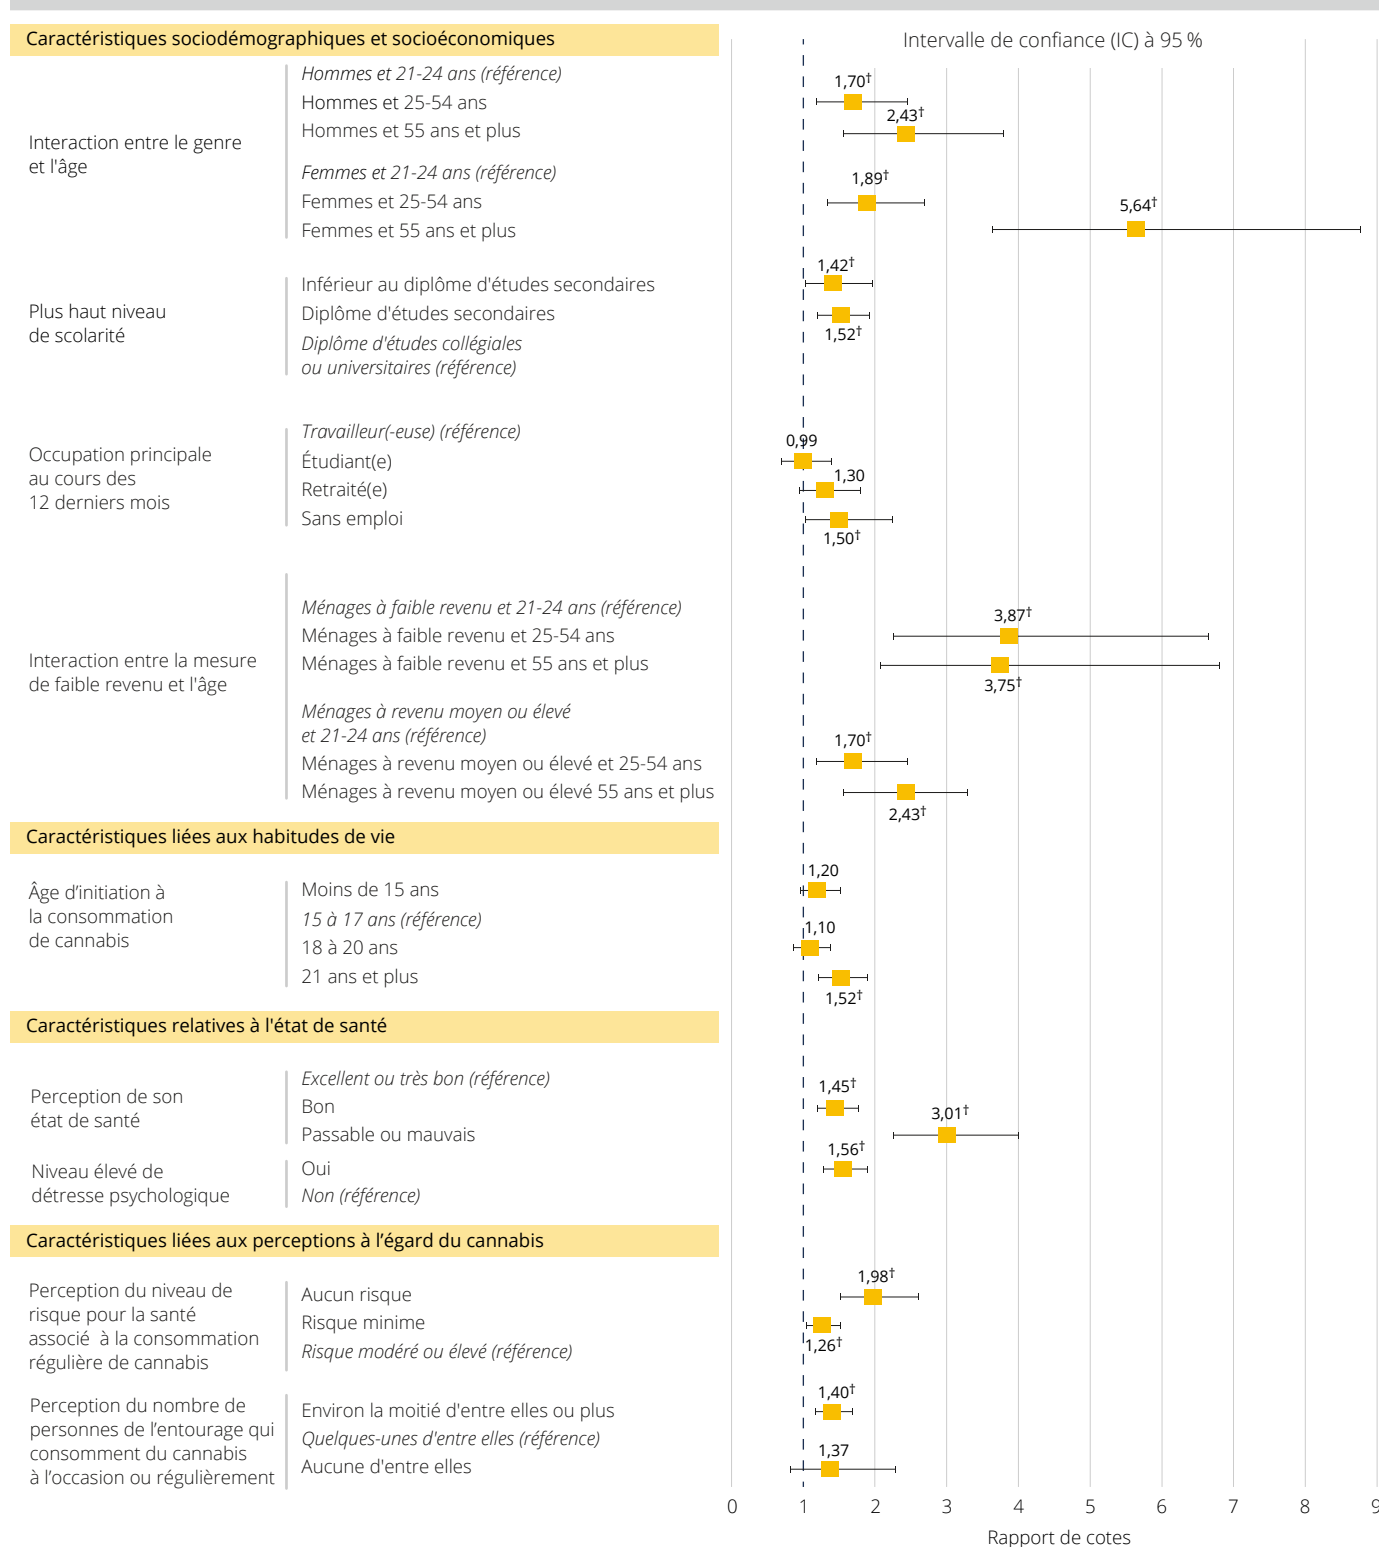 Caractéristiques sociodémographiques et socioéconomiques
Intervalle de confiance (IC) à 95 %
Interaction entre le genre
et l'âge
Hommes et 21-24 ans (référence)
Hommes et 25-54 ans
1,70†
Hommes et 55 ans et plus
2,43†
Femmes et 21-24 ans (référence)
Femmes et 25-54 ans
1,89†
Femmes et 55 ans et plus
5,64†
Plus haut niveau
de scolarité
Inférieur au diplôme d'études secondaires
1,42†
Diplôme d'études secondaires
1,52†
Diplôme d'études collégiales
ou universitaires (référence)
Occupation principale
au cours des
12 derniers mois
Travailleur(-euse) (référence)
Étudiant(e)
0,99
Retraité(e)
1,30
Sans emploi
1,50†
Interaction entre la mesure
de faible revenu et l'âge
Ménages à faible revenu et 21-24 ans (référence)
Ménages à faible revenu et 25-54 ans
3,87†
Ménages à faible revenu et 55 ans et plus
3,75†
Ménages à revenu moyen ou élevé
et 21-24 ans (référence)
Ménages à revenu moyen ou élevé et 25-54 ans
1,70†
Ménages à revenu moyen ou élevé 55 ans et plus
2,43†
Caractéristiques liées aux habitudes de vie
Âge d’initiation à
la consommation
de cannabis
Moins de 15 ans
1,20
15 à 17 ans (référence)
18 à 20 ans
1,10
21 ans et plus
1,52†
Caractéristiques relatives à l'état de santé
Perception de son
état de santé
Excellent ou très bon (référence)
Bon
1,45†
Passable ou mauvais
3,01†
Niveau élevé de
détresse psychologique
Oui
1,56†
Non (référence)
Caractéristiques liées aux perceptions à l’égard du cannabis
Perception du niveau de
risque pour la santé
associé à la consommation
régulière de cannabis
Aucun risque
1,98†
Risque minime
1,26†
Risque modéré ou élevé (référence)
Perception du nombre de
personnes de l’entourage qui
consomment du cannabis
à l’occasion ou régulièrement
Environ la moitié d'entre elles ou plus
1,40†
Quelques-unes d'entre elles (référence)
Aucune d'entre elles
1,37
0 1 2 3 4 5 6 7 8 9
Rapport de cotes